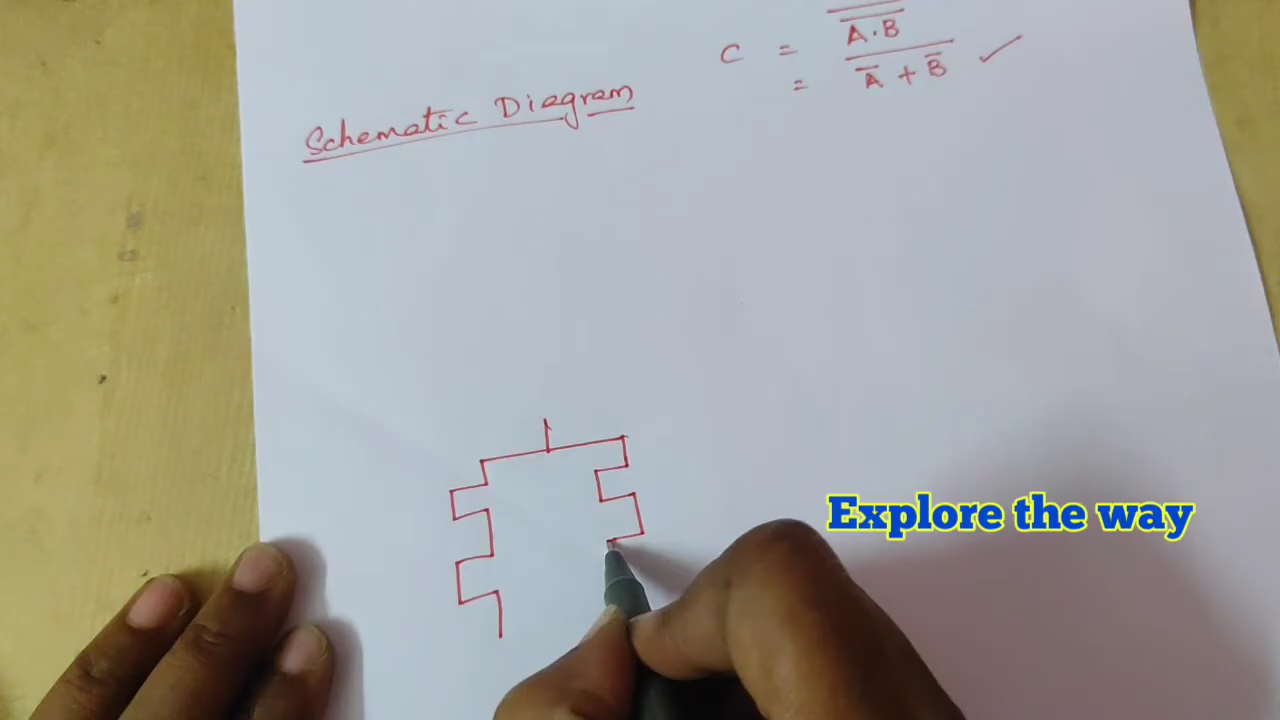 A̅·̅B̅
C = 
= A̅ + B̅ ✓
Schematic Diagram
Explore the way